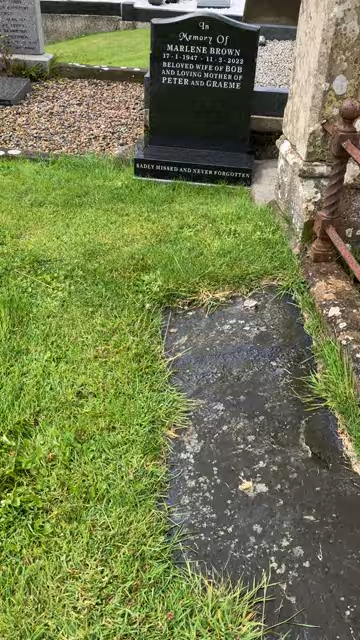 In
Memory Of
MARLENE BROWN
17-1-1947 - 11-3-2022
BELOVED WIFE OF BOB
AND LOVING MOTHER OF
PETER AND GRAEME
SADLY MISSED AND NEVER FORGOTTEN